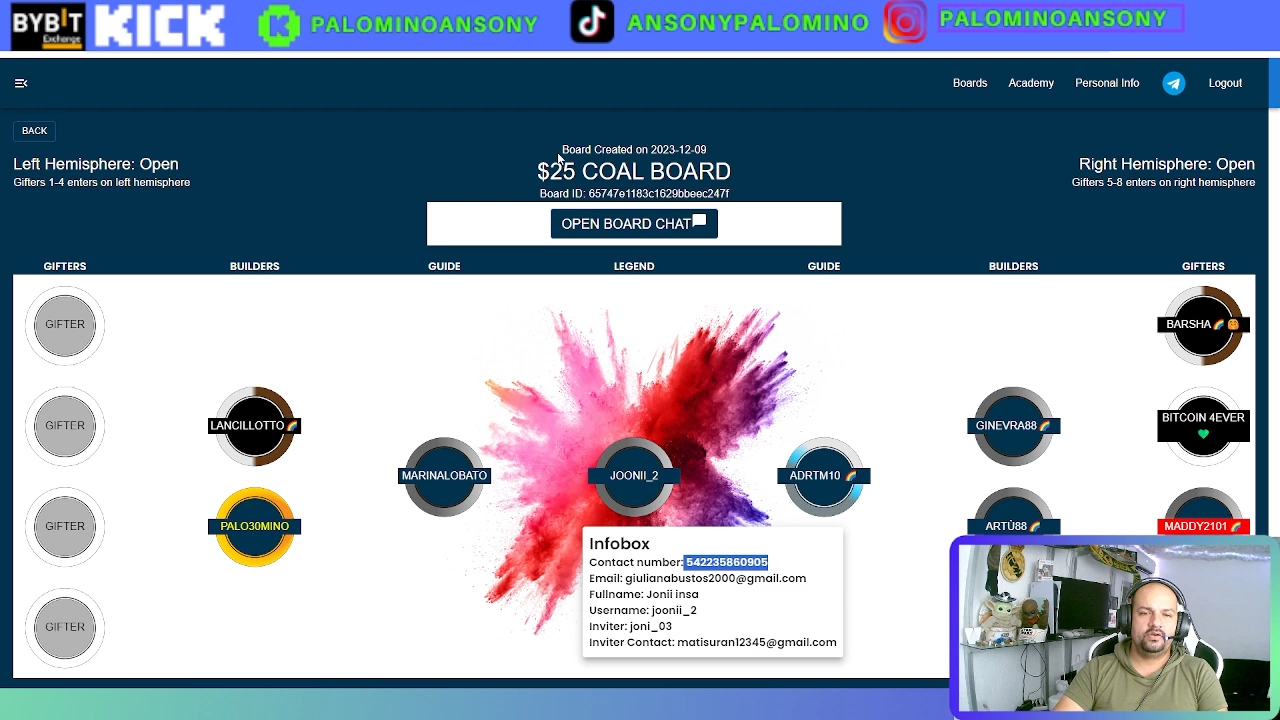 BYBIT
Exchange
KICK
PALOMINOANSONY
ANSONYPALOMINO
PALOMINOANSONY
Boards
Academy
Personal Info
Logout
BACK
Left Hemisphere: Open
Gifters 1-4 enters on left hemisphere
Board Created on 2023-12-09
$25 COAL BOARD
Board ID: 65747e1183c1629bbeec247f
Right Hemisphere: Open
Gifters 5-8 enters on right hemisphere
OPEN BOARD CHAT
GIFTERS
BUILDERS
GUIDE
LEGEND
GUIDE
BUILDERS
GIFTERS
GIFTER
BARSHA🌈
GIFTER
LANCILLOTTO🌈
GINEVRA88🌈
BITCOIN 4EVER
💚
MARINALOBATO
JOONII_2
ADRTM10 🌈
GIFTER
PALO30MINO
ARTÙ88🌈
MADDY2101🌈
GIFTER
Infobox
Contact number: 542235860905
Email: giulianabustos2000@gmail.com
Fullname: Jonii insa
Username: joonii_2
Inviter: joni_03
Inviter Contact: matisuran12345@gmail.com